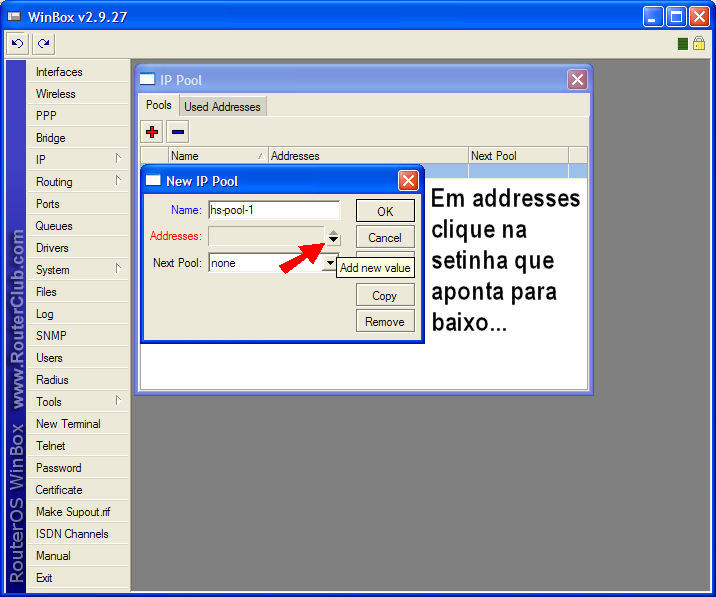 WinBox v2.9.27
RouterOS WinBox www.RouterClub.com
Interfaces
Wireless
PPP
Bridge
IP
Routing
Ports
Queues
Drivers
System
Files
Log
SNMP
Users
Radius
Tools
New Terminal
Telnet
Password
Certificate
Make Supout.rif
ISDN Channels
Manual
Exit
IP Pool
Pools Used Addresses
Name Addresses Next Pool
New IP Pool
Name: hs-pool-1 OK
Addresses: Cancel
Next Pool: none
Add new value
Copy
Remove
Em addresses
clique na
setinha que
aponta para
baixo...